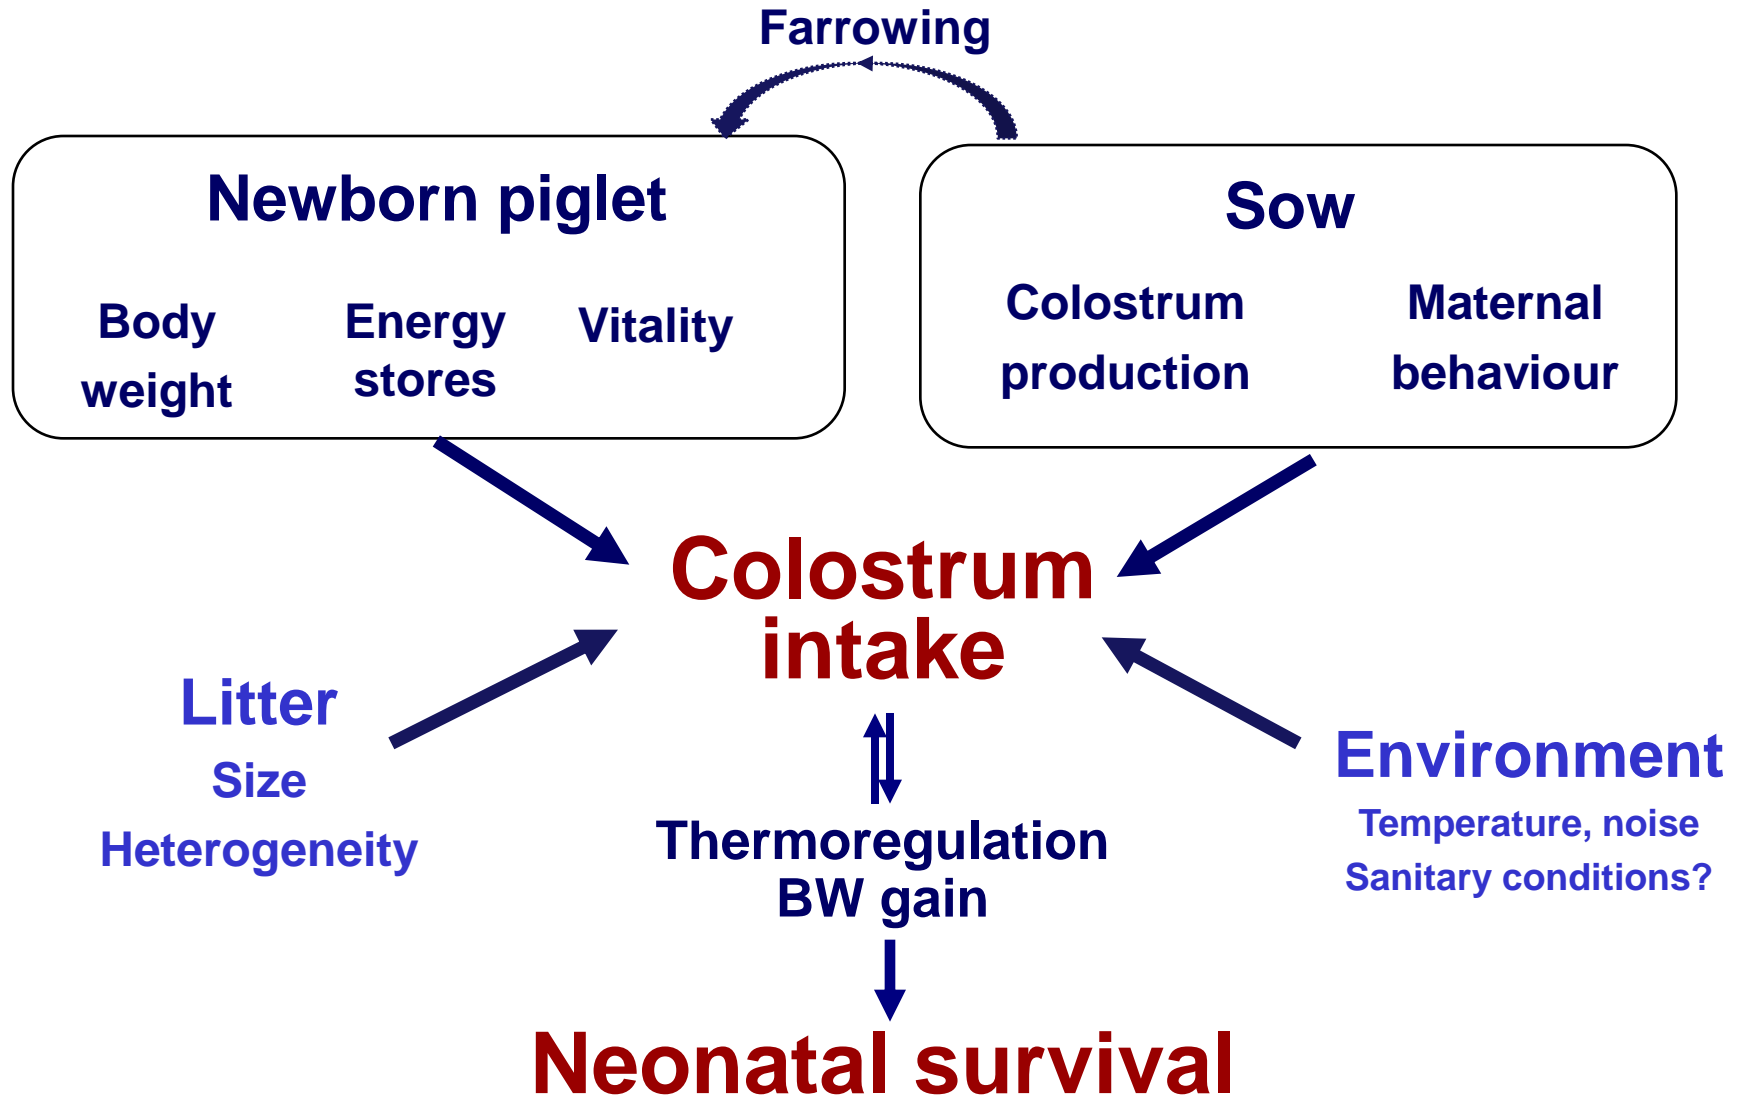 Farrowing
Newborn piglet
Body
weight
Energy
stores
Vitality
Sow
Colostrum
production
Maternal
behaviour
Colostrum
intake
Litter
Size
Heterogeneity
Environment
Temperature, noise
Sanitary conditions?
Thermoregulation
BW gain
Neonatal survival